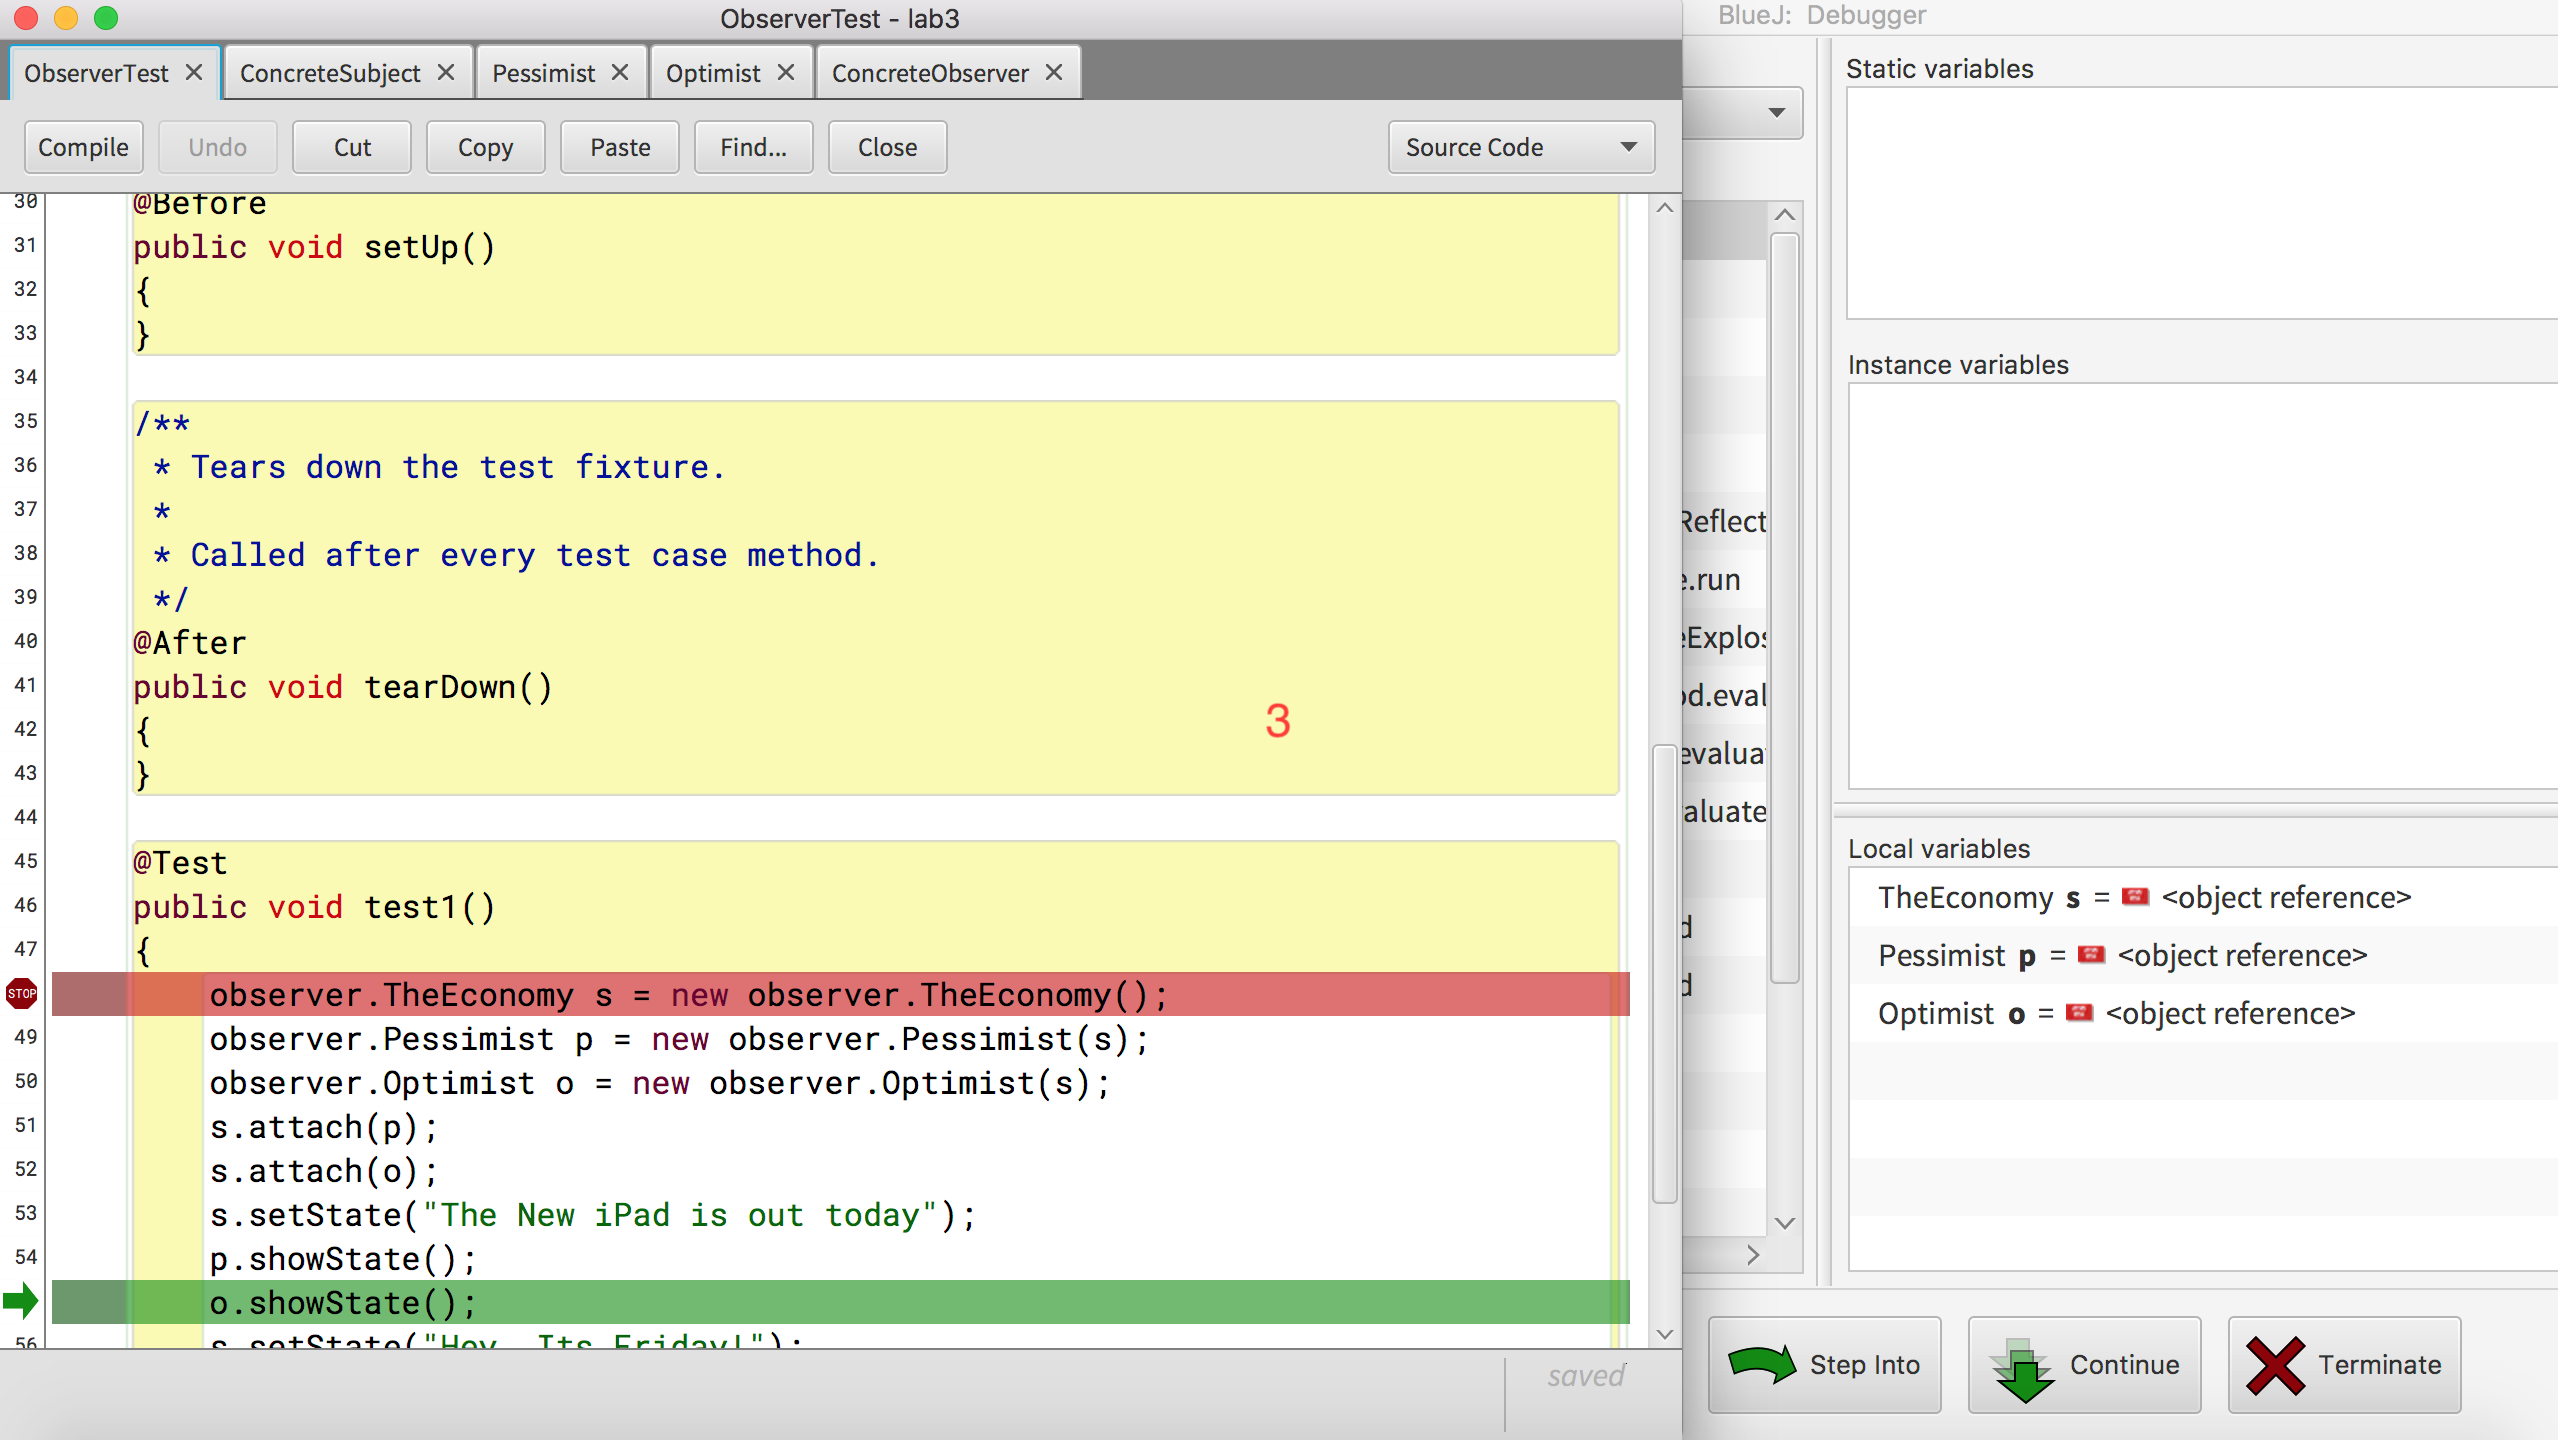 ObserverTest - lab3
BlueJ: Debugger
ObserverTest
ConcreteSubject
Pessimist
Optimist
ConcreteObserver
Compile
Undo
Cut
Copy
Paste
Find...
Close
Source Code
30 @Before
31 public void setUp()
32 {
33 }
34
35 /**
36 * Tears down the test fixture.
37 *
38 * Called after every test case method.
39 */
40 @After
41 public void tearDown()
42 {
43 }
44
45 @Test
46 public void test1()
47 {
STOP observer.TheEconomy s = new observer.TheEconomy();
49 observer.Pessimist p = new observer.Pessimist(s);
50 observer.Optimist o = new observer.Optimist(s);
51 s.attach(p);
52 s.attach(o);
53 s.setState("The New iPad is out today");
54 p.showState();
o.showState();
56 s.setState("Hey, Its Friday!");
3
saved
Reflect
e.run
eExplos
od.eval
evalua
aluate
d
d
Static variables
Instance variables
Local variables
TheEconomy s = <object reference>
Pessimist p = <object reference>
Optimist o = <object reference>
Step Into
Continue
Terminate